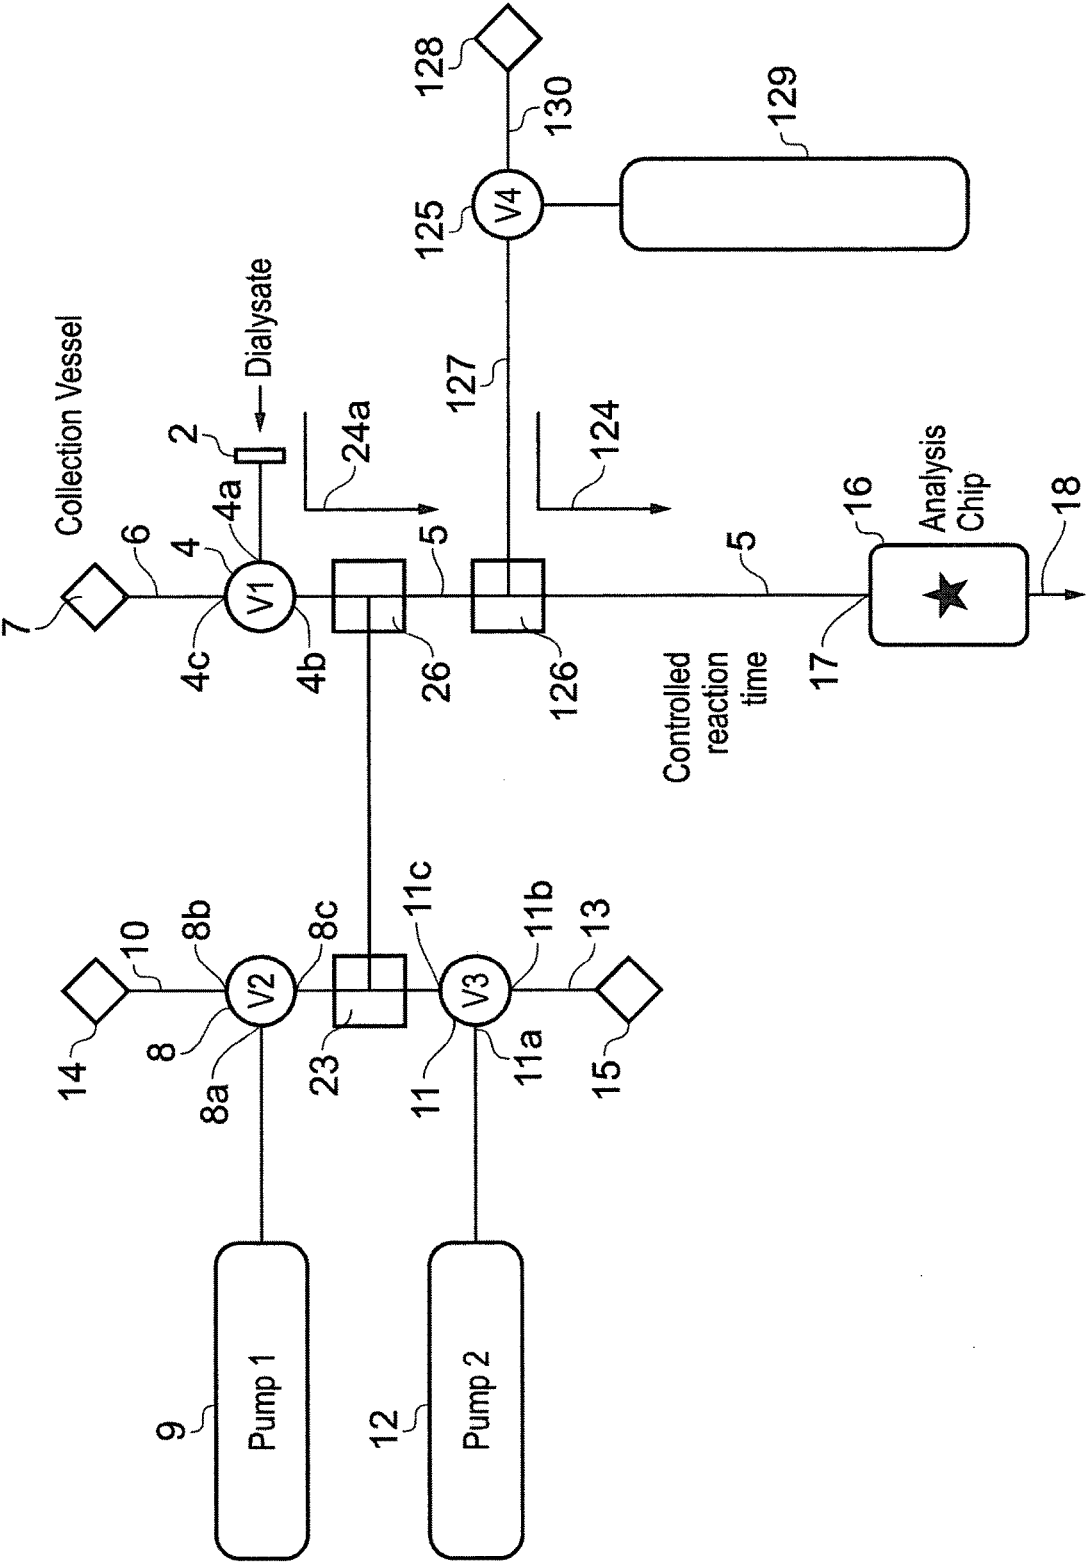 7
Collection Vessel
14
10
6
9
8
8b
4c
4
2
8a
4a
Pump 1
V2
V1
Dialysate
23
8c
4b
24a
12
11
11c
26
5
125
128
Pump 2
V3
127
V4
11a
11b
126
130
15
13
124
Controlled
reaction
time
5
129
17
16
Analysis
Chip
18